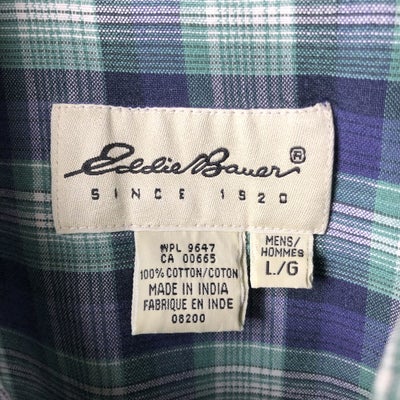 Eddie Bauer®
SINCE 1920
WPL 9647
CA 00665
100% COTTON/COTON
MADE IN INDIA
FABRIQUE EN INDE
08200
MENS/
HOMMES
L/G